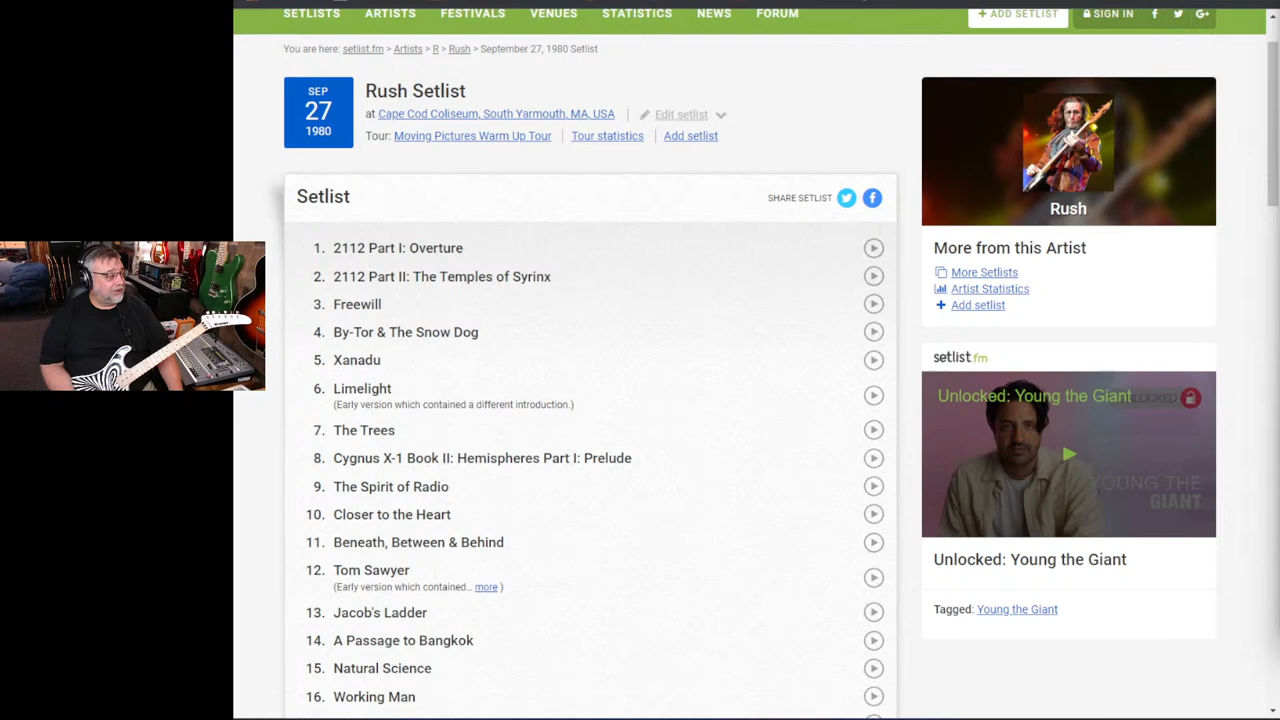 SETLISTS ARTISTS FESTIVALS VENUES STATISTICS NEWS FORUM
+ ADD SETLIST SIGN IN
You are here: setlist.fm > Artists > R > Rush > September 27, 1980 Setlist
SEP
27
1980
Rush Setlist
at Cape Cod Coliseum, South Yarmouth, MA, USA Edit setlist
Tour: Moving Pictures Warm Up Tour Tour statistics Add setlist
Setlist
SHARE SETLIST
1. 2112 Part I: Overture
2. 2112 Part II: The Temples of Syrinx
3. Freewill
4. By-Tor & The Snow Dog
5. Xanadu
6. Limelight
(Early version which contained a different introduction.)
7. The Trees
8. Cygnus X-1 Book II: Hemispheres Part I: Prelude
9. The Spirit of Radio
10. Closer to the Heart
11. Beneath, Between & Behind
12. Tom Sawyer
(Early version which contained... more )
13. Jacob's Ladder
14. A Passage to Bangkok
15. Natural Science
16. Working Man
Rush
More from this Artist
More Setlists
Artist Statistics
+ Add setlist
setlist.fm
Unlocked: Young the Giant
YOUNG THE
GIANT
Unlocked: Young the Giant
Tagged: Young the Giant